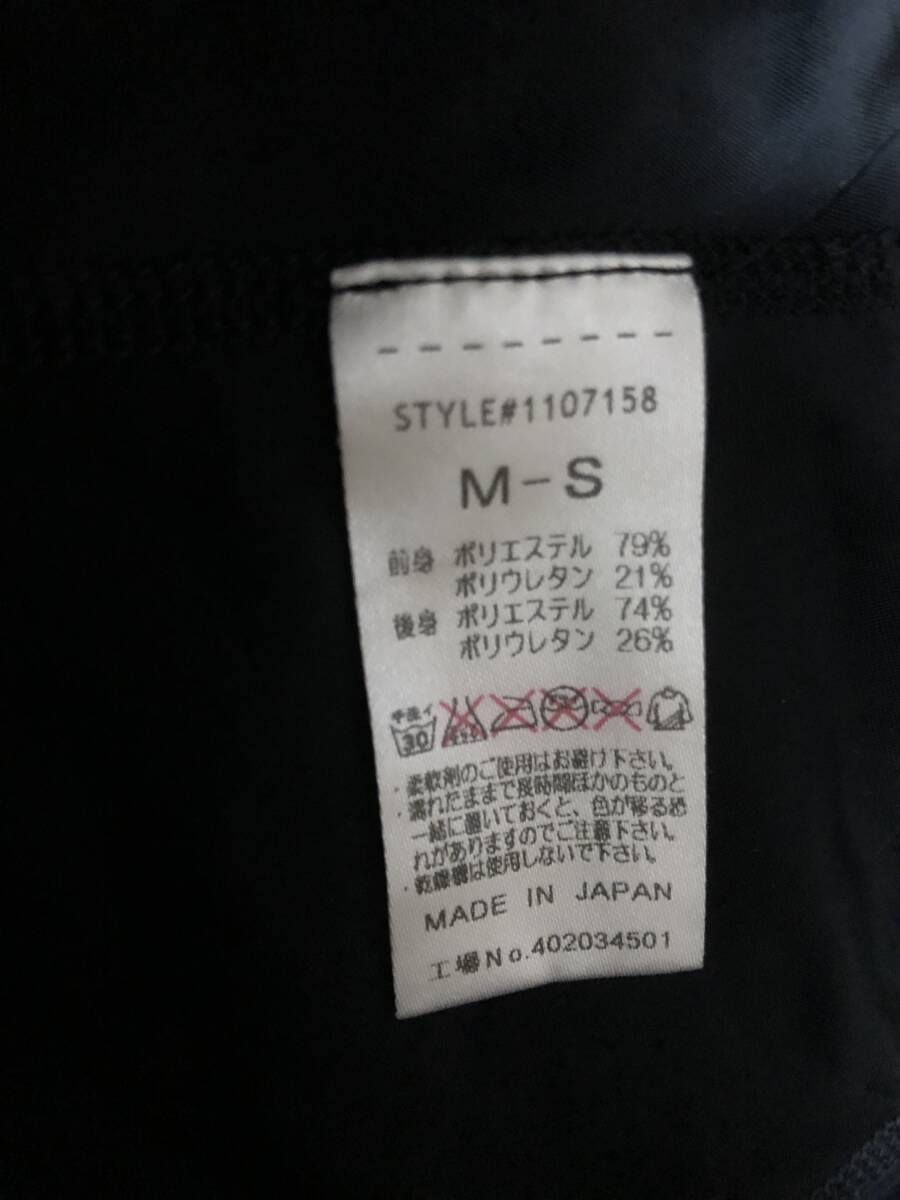 STYLE#1107158
M-S
前身 ポリエステル 79%
ポリウレタン 21%
後身 ポリエステル 74%
ポリウレタン 26%
手洗イ
30
・柔軟剤のご使用はお避け下さい。
・濡れたままで長時間ほかのものと
一緒に置いておくと、色が移る恐
れがありますのでご注意下さい。
・乾燥機は使用しないで下さい。
MADE IN JAPAN
工場No.402034501